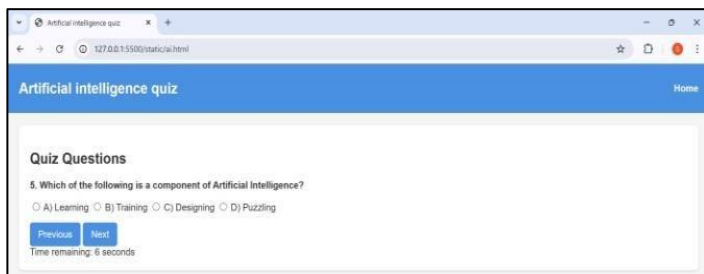 Artificial intelligence quiz
127.0.0.1:5500/static/ai.html
Artificial intelligence quiz
Home
Quiz Questions
5. Which of the following is a component of Artificial Intelligence?
A) Learning B) Training C) Designing D) Puzzling
Previous Next
Time remaining: 6 seconds